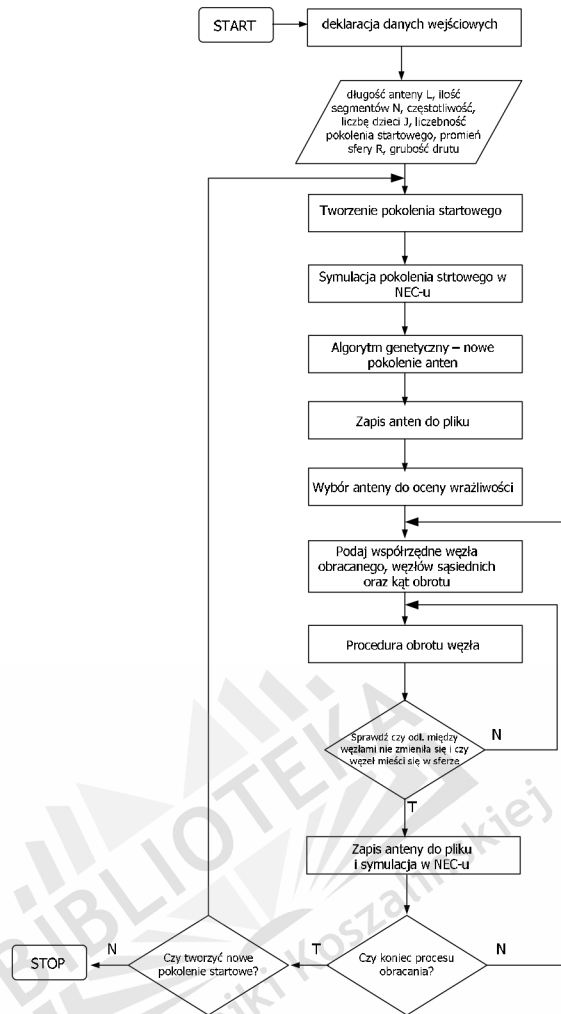 START
deklaracja danych wejściowych
długość anteny L, ilość
segmentów N, częstotliwość,
liczbę dzieci J, liczebność
pokolenia startowego, promień
sfery R, grubość drutu
Tworzenie pokolenia startowego
Symulacja pokolenia strtowego w
NEC-u
Algorytm genetyczny – nowe
pokolenie anten
Zapis anten do pliku
Wybór anteny do oceny wrażliwości
Podaj współrzędne węzła
obracanego, węzłów sąsiednich
oraz kąt obrotu
Procedura obrotu węzła
Sprawdź czy odl. między
węzłami nie zmieniła się i czy
węzeł mieści się w sferze
N
T
Zapis anteny do pliku
i symulacja w NEC-u
Czy koniec procesu
obracania?
N
T
Czy tworzyć nowe
pokolenie startowe?
N
STOP
BIBLIOTEKA